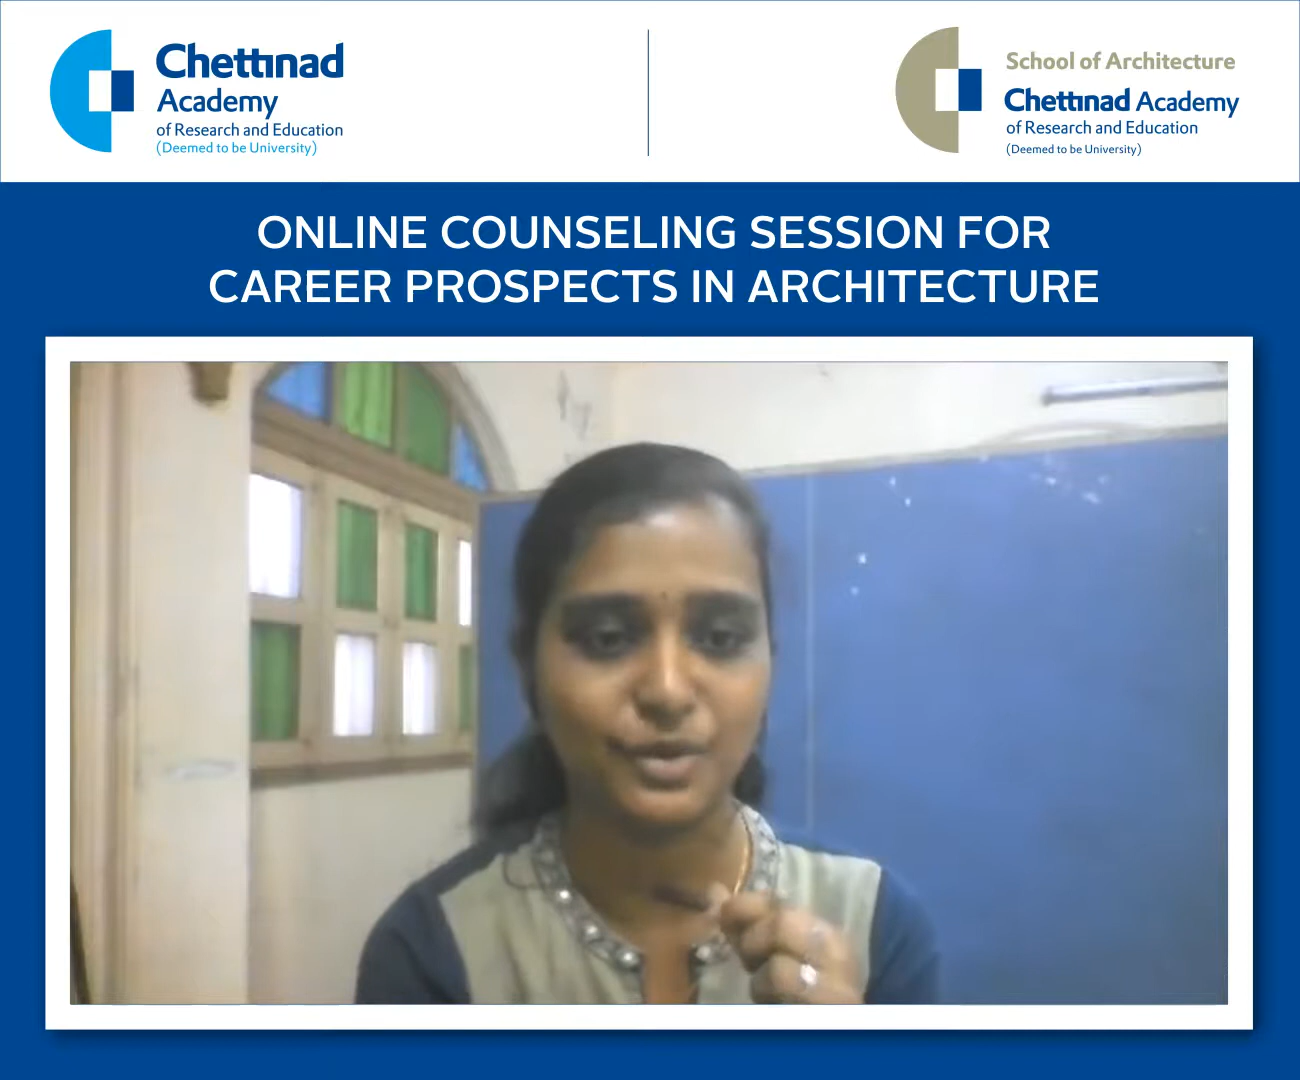 Chettinad
Academy
of Research and Education
(Deemed to be University)
School of Architecture
Chettinad Academy
of Research and Education
(Deemed to be University)
ONLINE COUNSELING SESSION FOR
CAREER PROSPECTS IN ARCHITECTURE